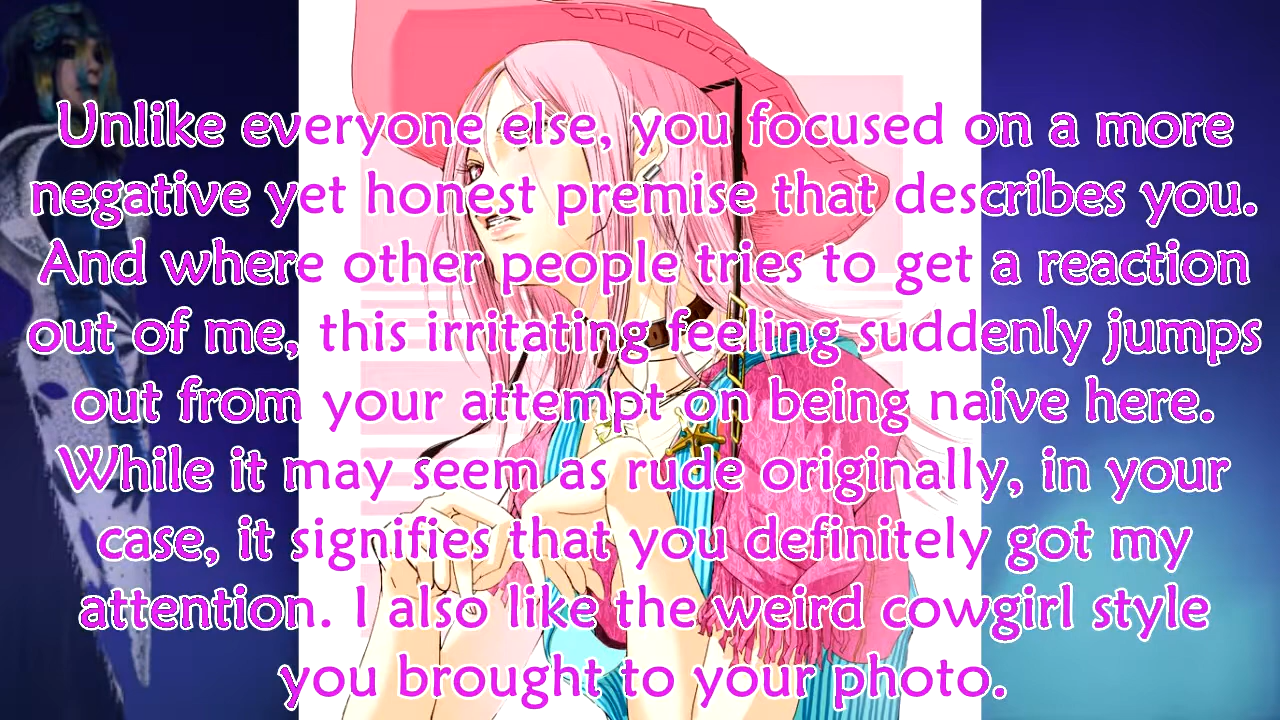 Unlike everyone else, you focused on a more
negative yet honest premise that describes you.
And where other people tries to get a reaction
out of me, this irritating feeling suddenly jumps
out from your attempt on being naive here.
While it may seem as rude originally, in your
case, it signifies that you definitely got my
attention. I also like the weird cowgirl style
you brought to your photo.